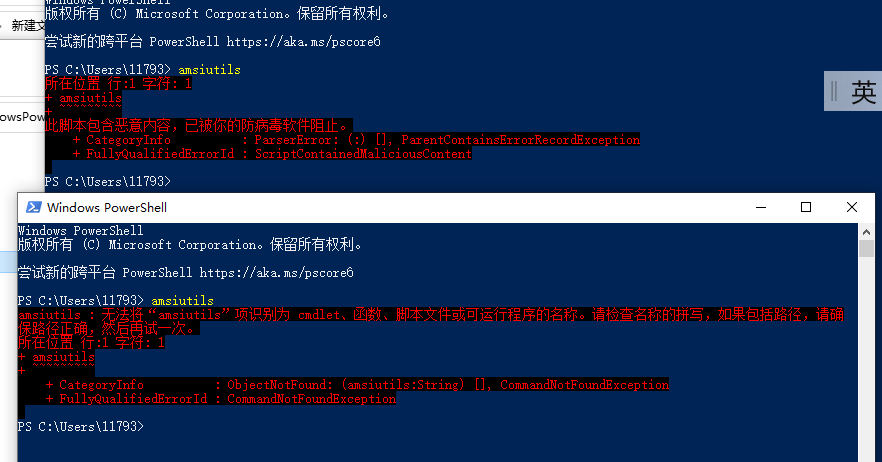 Windows PowerShell
版权所有 (C) Microsoft Corporation。保留所有权利。
新建文
尝试新的跨平台 PowerShell https://aka.ms/pscore6
PS C:\Users\11793> amsiutils
所在位置 行:1 字符: 1
+ amsiutils
+ ~~~~~~~~~
英
owsPow
此脚本包含恶意内容，已被你的防病毒软件阻止。
+ CategoryInfo : ParserError: (:) [], ParentContainsErrorRecordException
+ FullyQualifiedErrorId : ScriptContainedMaliciousContent
PS C:\Users\11793>
Windows PowerShell
Windows PowerShell
版权所有 (C) Microsoft Corporation。保留所有权利。
尝试新的跨平台 PowerShell https://aka.ms/pscore6
PS C:\Users\11793> amsiutils
amsiutils : 无法将“amsiutils”项识别为 cmdlet、函数、脚本文件或可运行程序的名称。请检查名称的拼写，如果包括路径，请确
保路径正确，然后再试一次。
所在位置 行:1 字符: 1
+ amsiutils
+ ~~~~~~~~~
+ CategoryInfo : ObjectNotFound: (amsiutils:String) [], CommandNotFoundException
+ FullyQualifiedErrorId : CommandNotFoundException
PS C:\Users\11793>